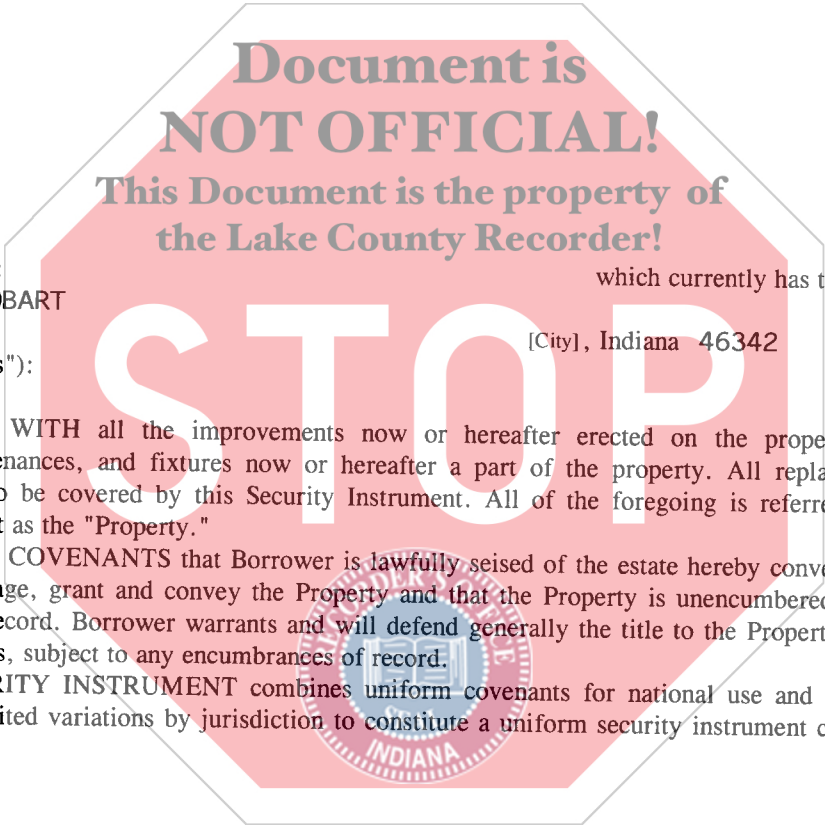 Document is
NOT OFFICIAL!
This Document is the property of
the Lake County Recorder!
which currently has t
BART
STOP
[City], Indiana 46342
s"):
WITH all the improvements now or hereafter erected on the prope
enances, and fixtures now or hereafter a part of the property. All repla
o be covered by this Security Instrument. All of the foregoing is referre
t as the "Property."
COVENANTS that Borrower is lawfully seised of the estate hereby conve
age, grant and convey the Property and that the Property is unencumbered
ecord. Borrower warrants and will defend generally the title to the Propert
s, subject to any encumbrances of record.
RITY INSTRUMENT combines uniform covenants for national use and
ited variations by jurisdiction to constitute a uniform security instrument c
RECORDER'S OFFICE
SEAL
INDIANA